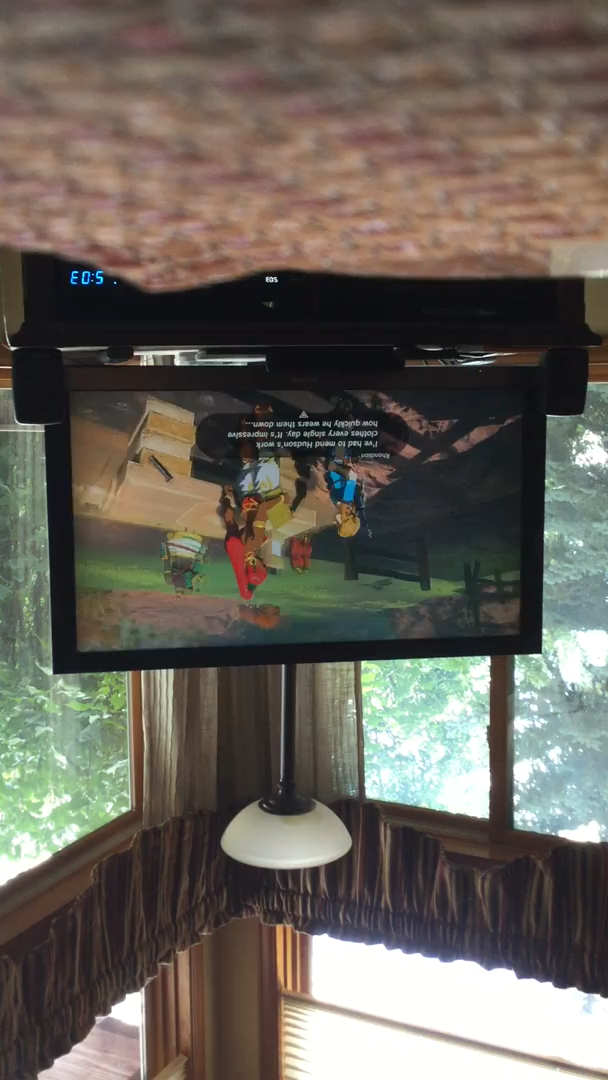 Rhondson
I've had to mend Hudson's work
clothes every single day. It's impressive
how quickly he wears them down...
5:03